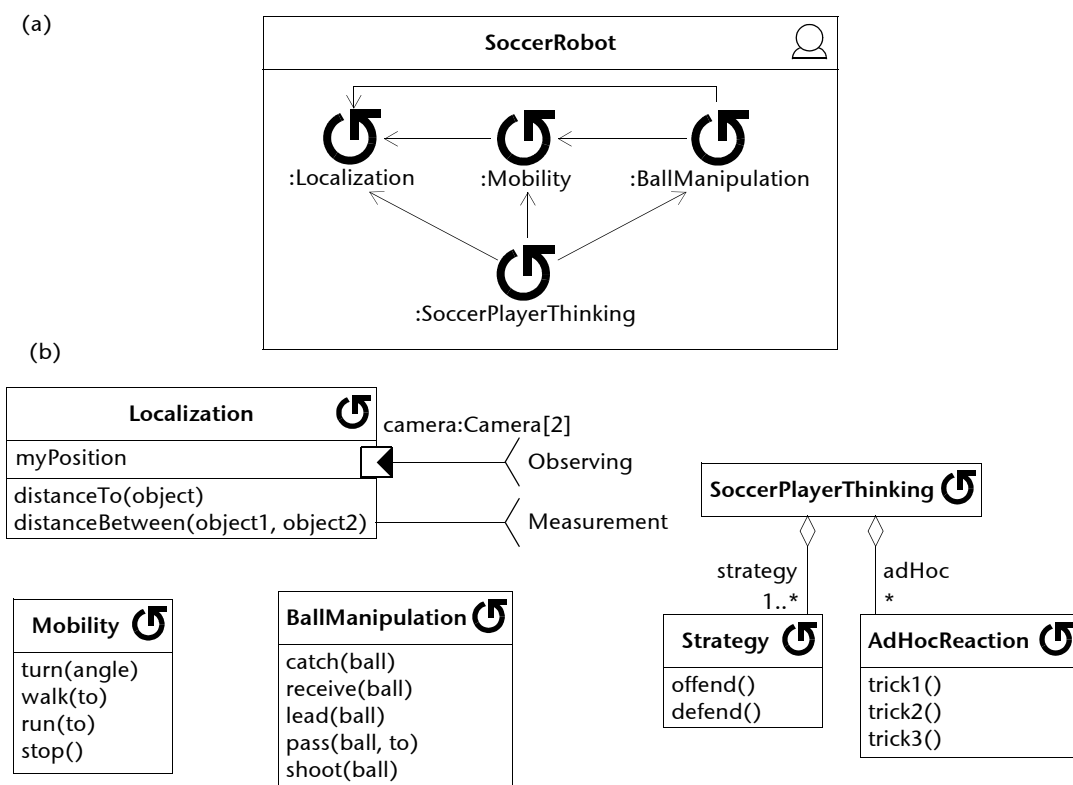 (a)
SoccerRobot
:Localization
:Mobility
:BallManipulation
:SoccerPlayerThinking
(b)
Localization
myPosition
distanceTo(object)
distanceBetween(object1, object2)
camera:Camera[2]
Observing
Measurement
SoccerPlayerThinking
strategy
1..*
adHoc
*
Strategy
offend()
defend()
AdHocReaction
trick1()
trick2()
trick3()
Mobility
turn(angle)
walk(to)
run(to)
stop()
BallManipulation
catch(ball)
receive(ball)
lead(ball)
pass(ball, to)
shoot(ball)